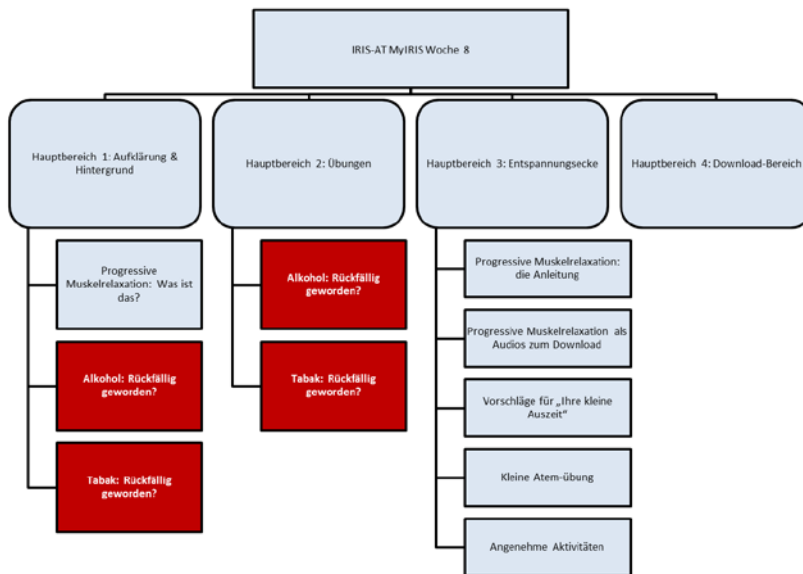 IRIS-AT MyIRIS Woche 8
Hauptbereich 1: Aufklärung &
Hintergrund
Hauptbereich 2: Übungen
Hauptbereich 3: Entspannungsecke
Hauptbereich 4: Download-Bereich
Progressive
Muskelrelaxation: Was ist
das?
Alkohol: Rückfällig
geworden?
Tabak: Rückfällig
geworden?
Alkohol: Rückfällig
geworden?
Tabak: Rückfällig
geworden?
Progressive Muskelrelaxation:
die Anleitung
Progressive Muskelrelaxation als
Audios zum Download
Vorschläge für „Ihre kleine
Auszeit“
Kleine Atem-übung
Angenehme Aktivitäten